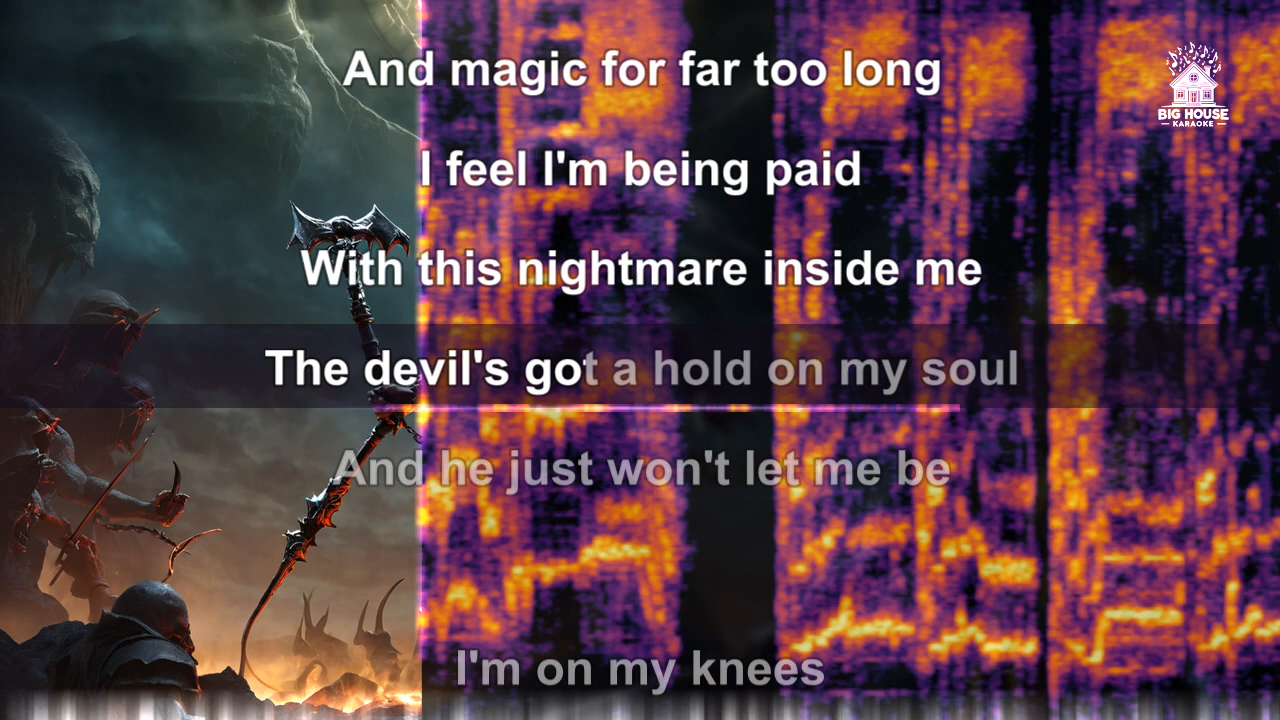 And magic for far too long
BIG HOUSE
KARAOKE
I feel I'm being paid
With this nightmare inside me
The devil's got a hold on my soul
And he just won't let me be
I'm on my knees